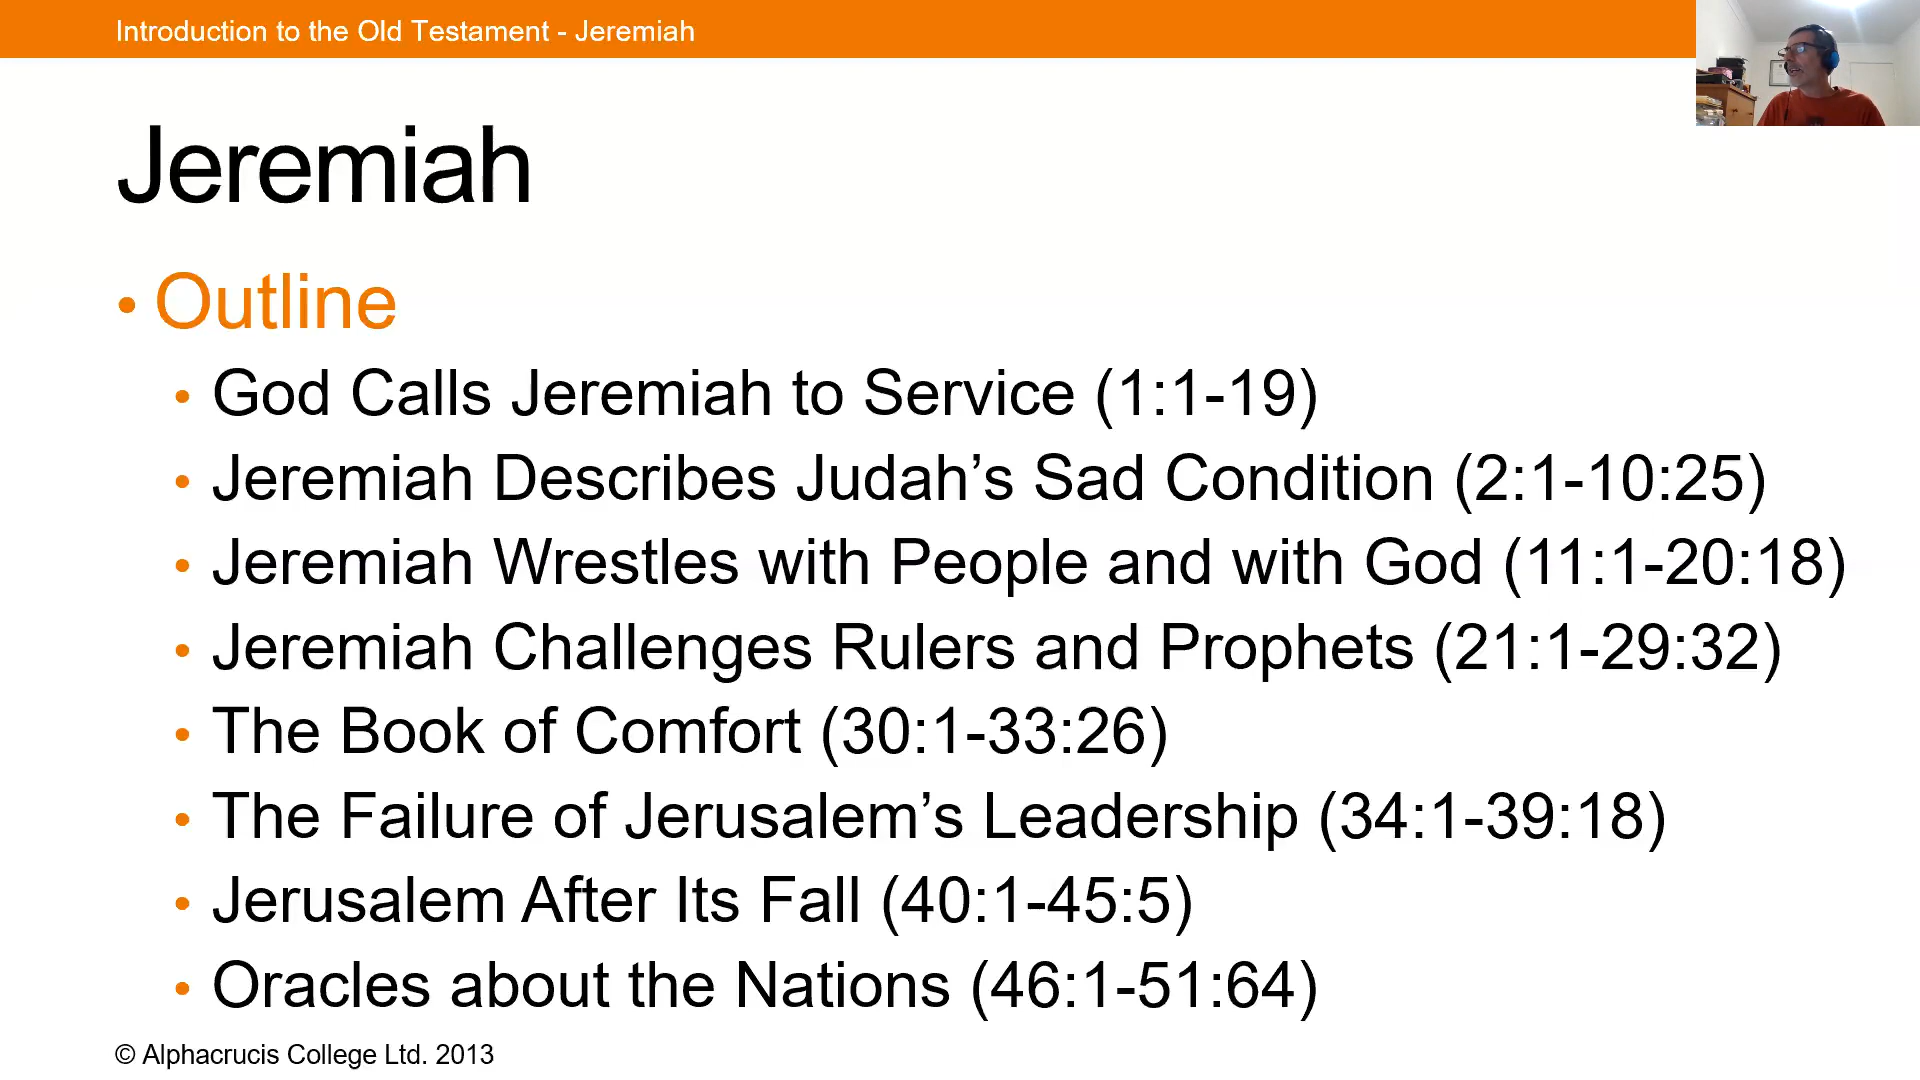 Introduction to the Old Testament - Jeremiah
Jeremiah
• Outline
• God Calls Jeremiah to Service (1:1-19)
• Jeremiah Describes Judah’s Sad Condition (2:1-10:25)
• Jeremiah Wrestles with People and with God (11:1-20:18)
• Jeremiah Challenges Rulers and Prophets (21:1-29:32)
• The Book of Comfort (30:1-33:26)
• The Failure of Jerusalem’s Leadership (34:1-39:18)
• Jerusalem After Its Fall (40:1-45:5)
• Oracles about the Nations (46:1-51:64)
© Alphacrucis College Ltd. 2013